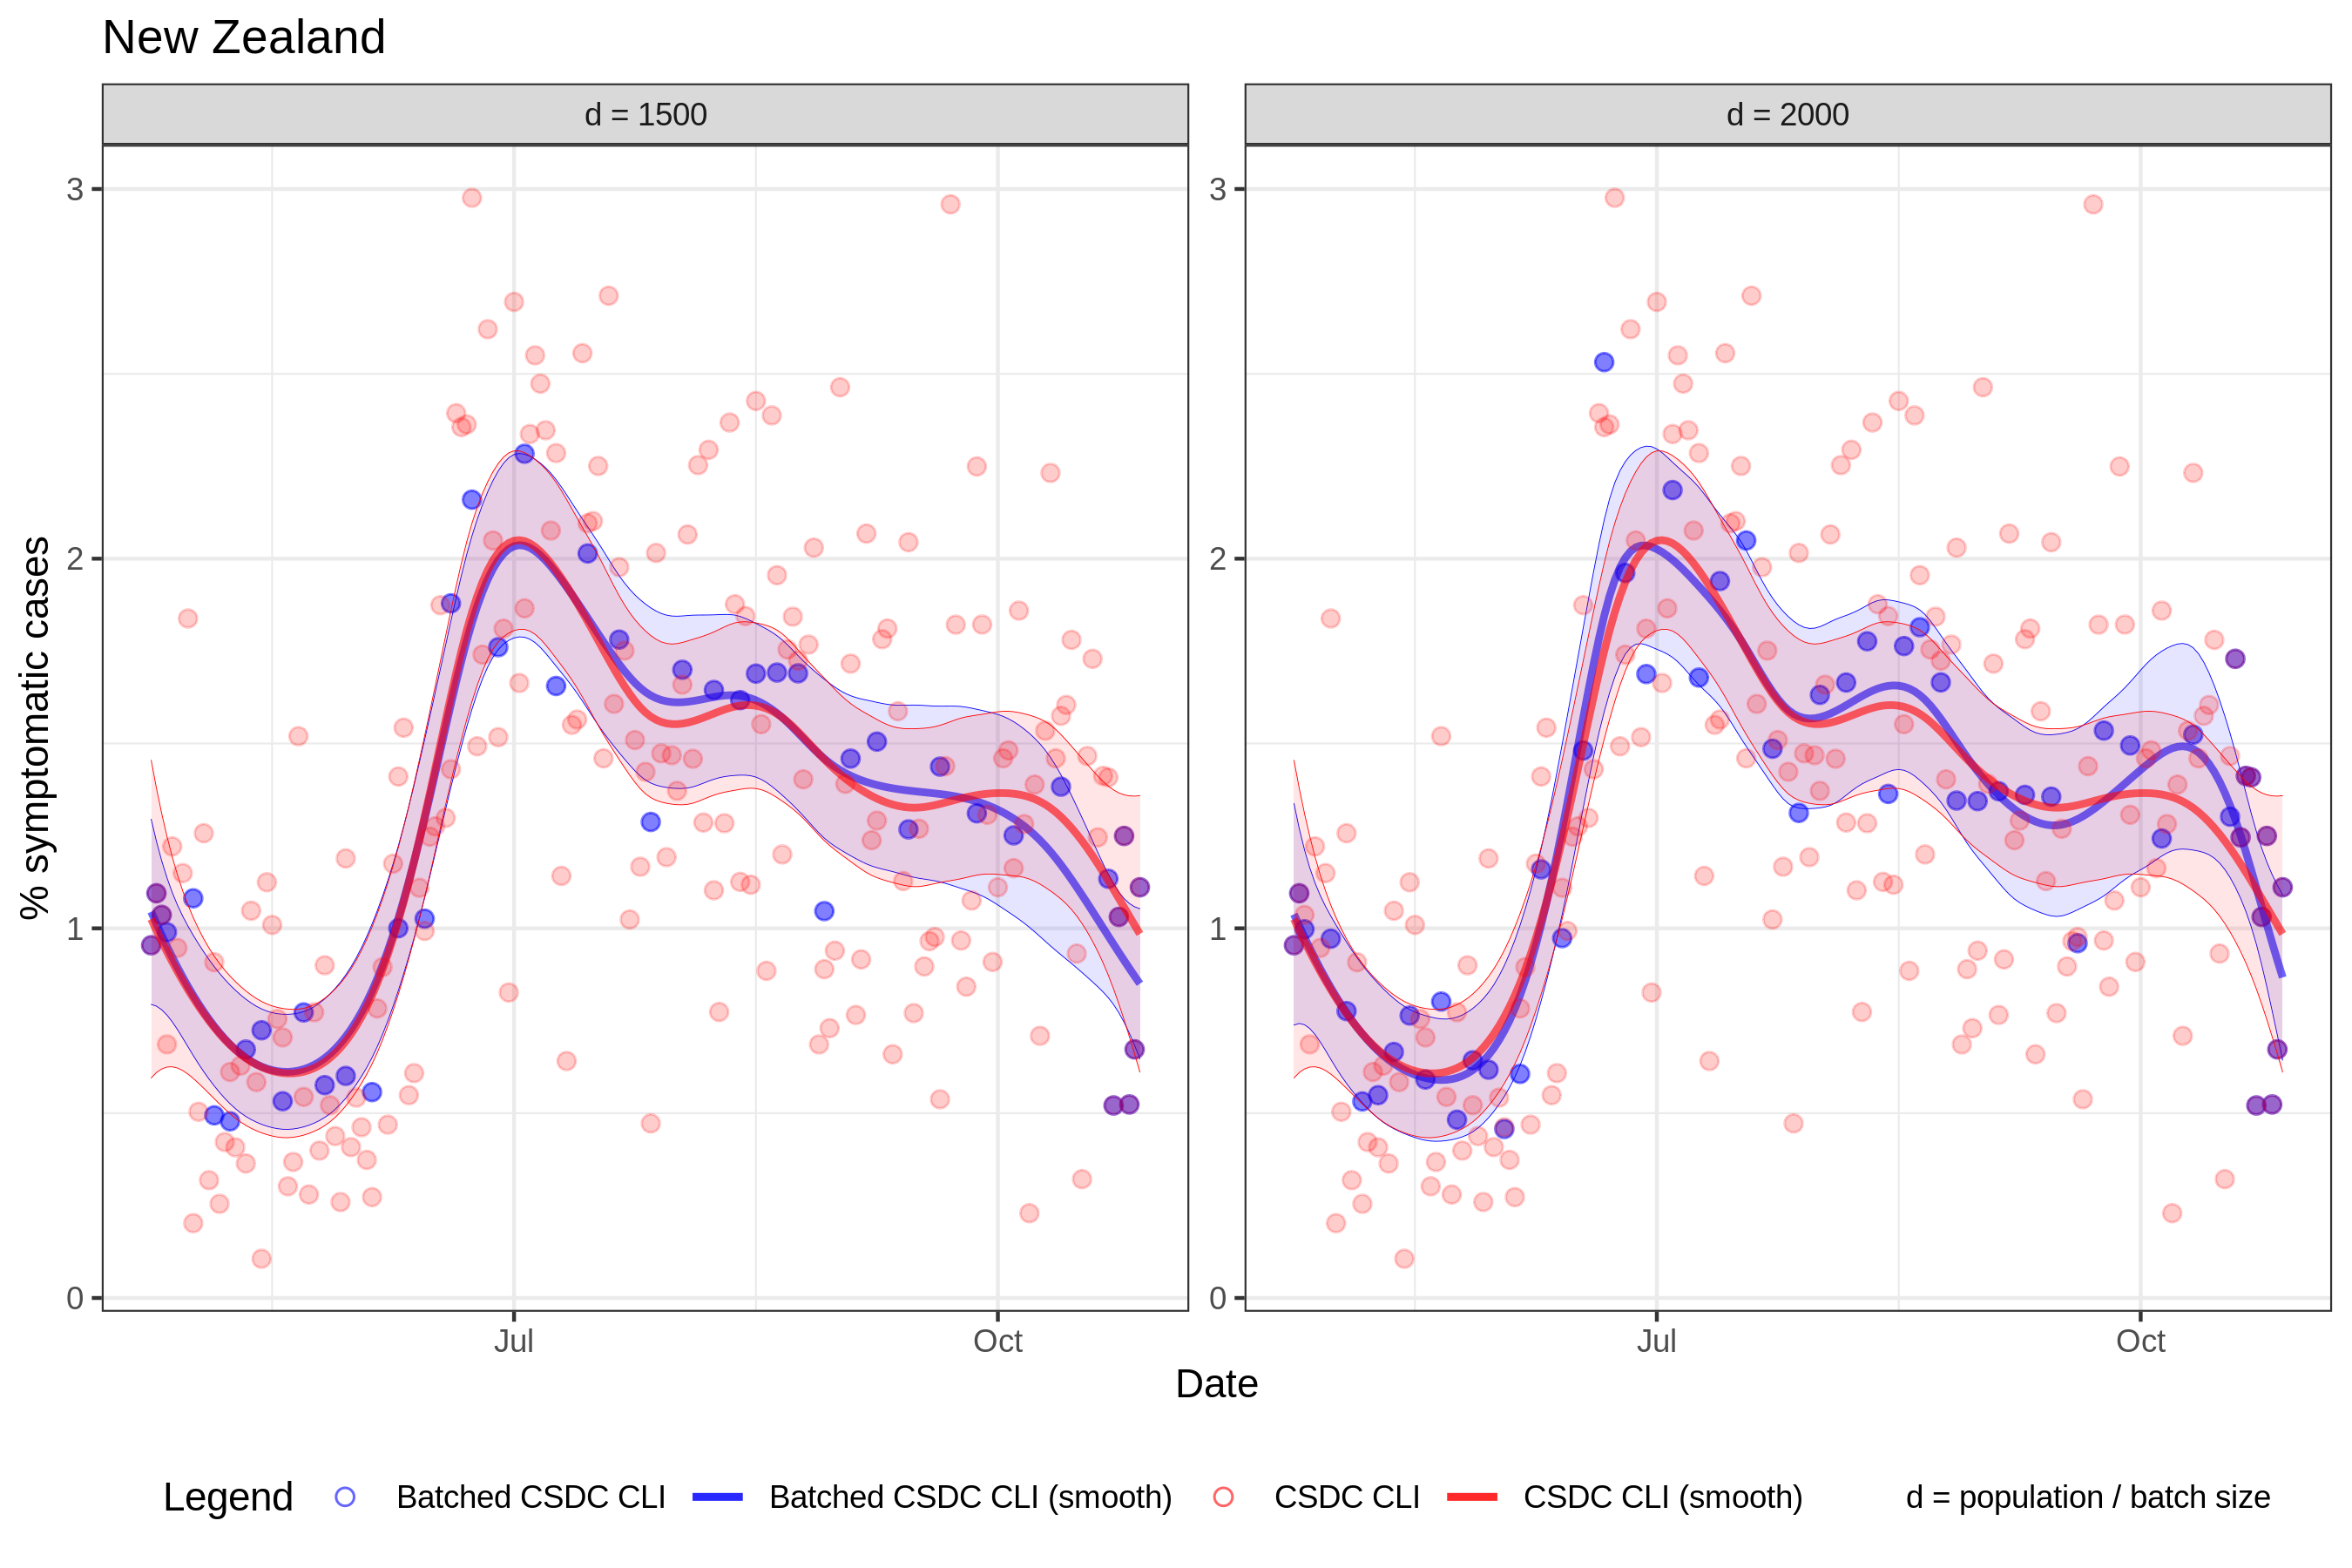 New Zealand
d = 1500
d = 2000
% symptomatic cases
3
2
1
0
3
2
1
0
Jul
Oct
Jul
Oct
Date
Legend
Batched CSDC CLI
Batched CSDC CLI (smooth)
CSDC CLI
CSDC CLI (smooth)
d = population / batch size